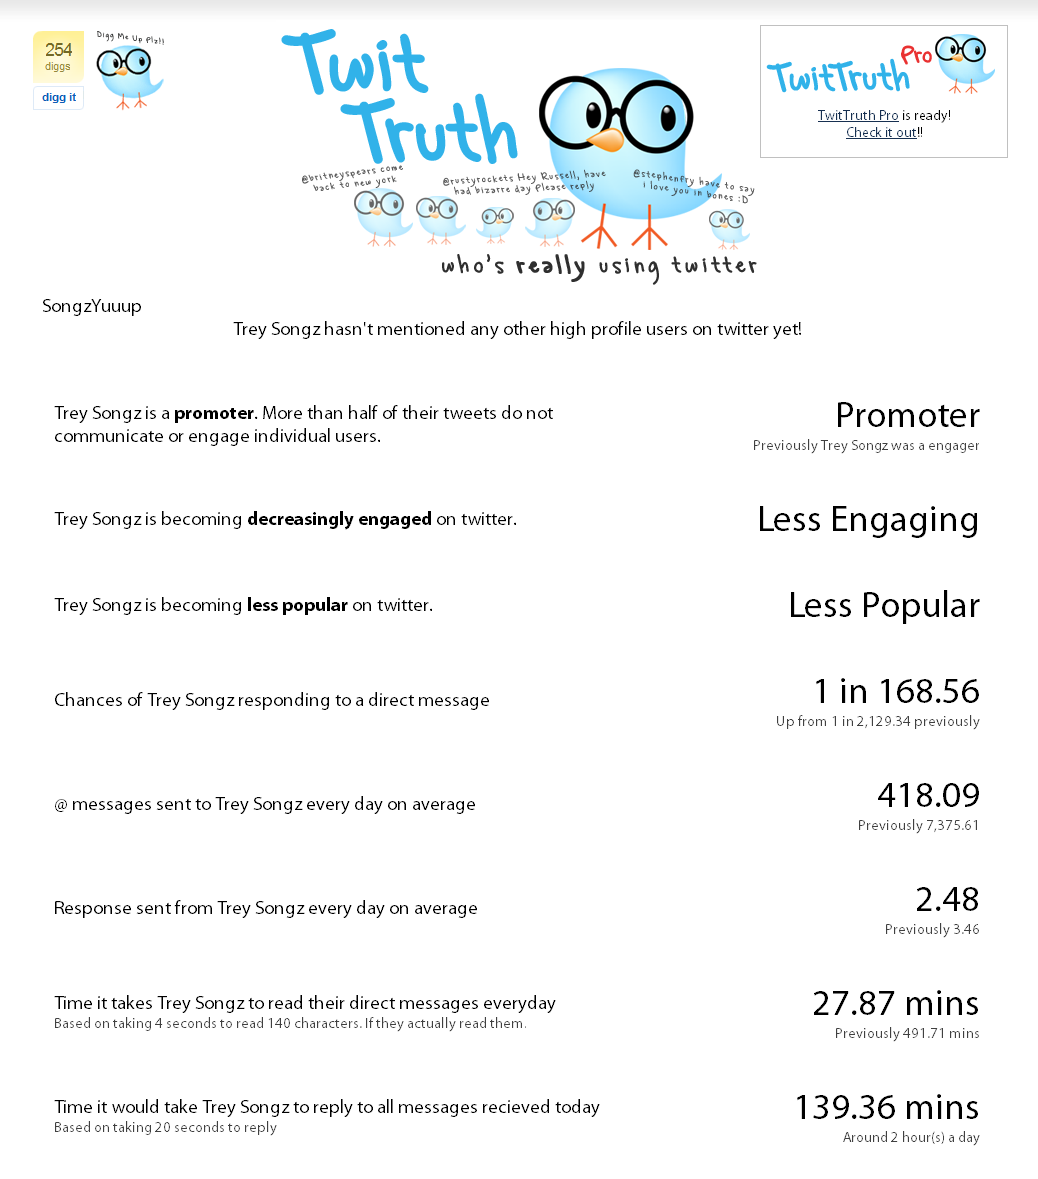 254
diggs
digg it
Digg Me Up Plz!!
Twit
Truth
TwitTruth Pro
TwitTruth Pro is ready!
Check it out!!
@britneyspears come
back to new york
@rustyrockets Hey Russell, have
had bizarre day Please reply
@stephenfry have to say
i love you in bones :D
who's really using twitter
SongzYuuup
Trey Songz hasn't mentioned any other high profile users on twitter yet!
Trey Songz is a promoter. More than half of their tweets do not
communicate or engage individual users.
Promoter
Previously Trey Songz was a engager
Trey Songz is becoming decreasingly engaged on twitter.
Less Engaging
Trey Songz is becoming less popular on twitter.
Less Popular
Chances of Trey Songz responding to a direct message
1 in 168.56
Up from 1 in 2,129.34 previously
@ messages sent to Trey Songz every day on average
418.09
Previously 7,375.61
Response sent from Trey Songz every day on average
2.48
Previously 3.46
Time it takes Trey Songz to read their direct messages everyday
Based on taking 4 seconds to read 140 characters. If they actually read them.
27.87 mins
Previously 491.71 mins
Time it would take Trey Songz to reply to all messages recieved today
Based on taking 20 seconds to reply
139.36 mins
Around 2 hour(s) a day